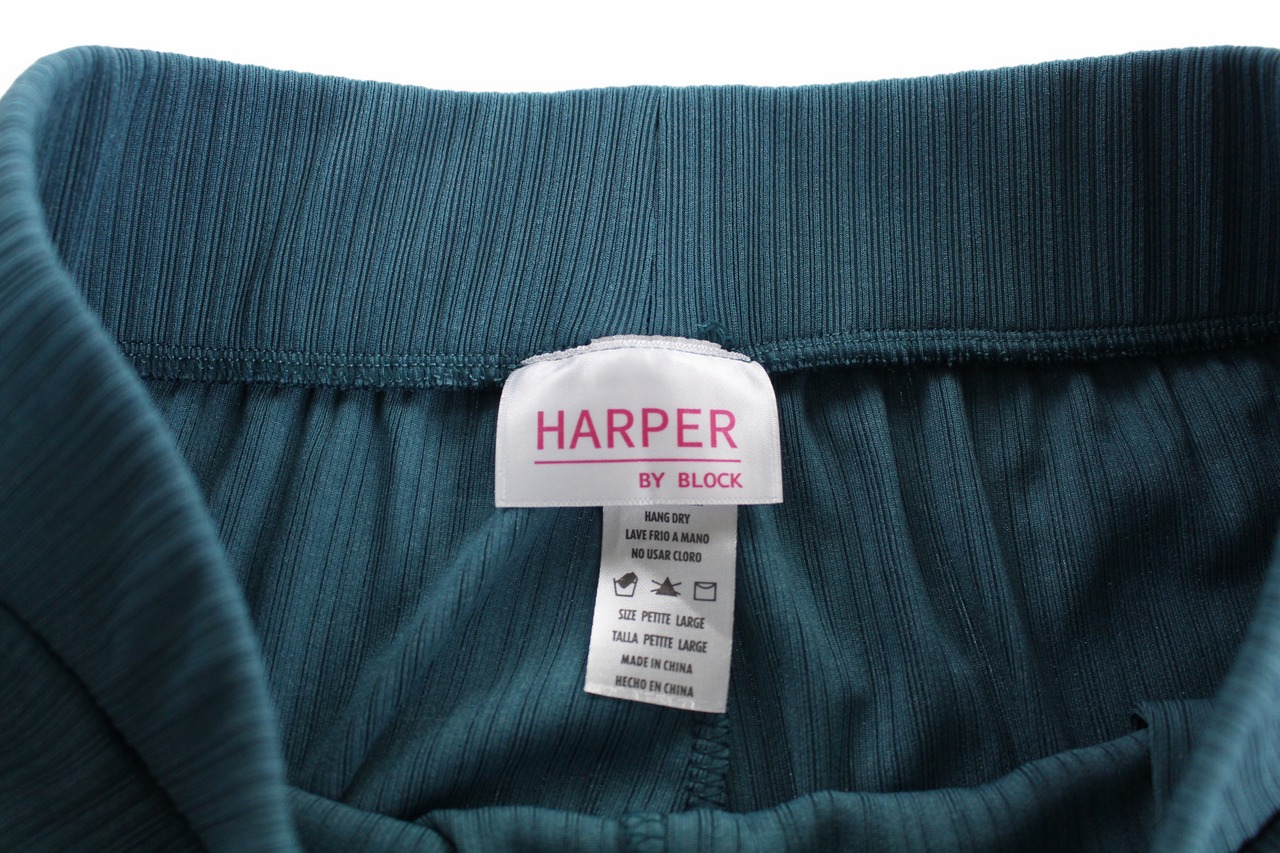 HARPER
BY BLOCK
HANG DRY
LAVE FRIO A MANO
NO USAR CLORO
SIZE PETITE LARGE
TALLA PETITE LARGE
MADE IN CHINA
HECHO EN CHINA